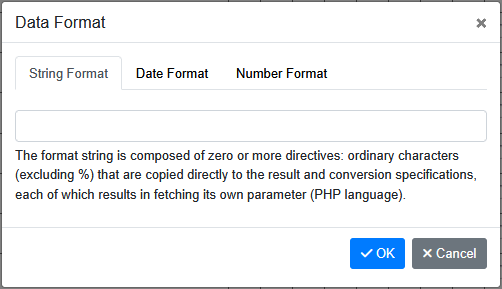 Data Format
String Format Date Format Number Format
The format string is composed of zero or more directives: ordinary characters
(excluding %) that are copied directly to the result and conversion specifications,
each of which results in fetching its own parameter (PHP language).
OK Cancel